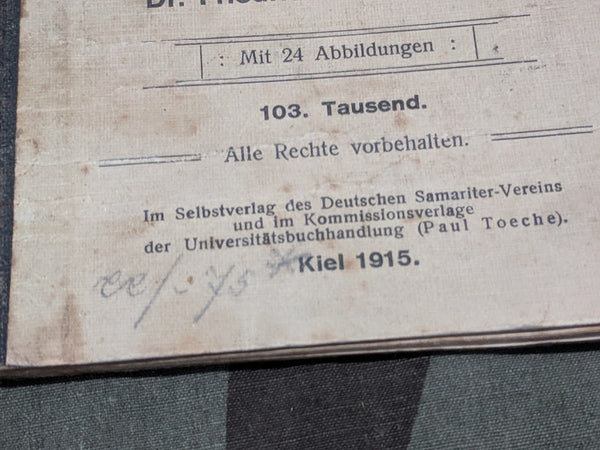 Dr.
: Mit 24 Abbildungen :
103. Tausend.
Alle Rechte vorbehalten.
Im Selbstverlag des Deutschen Samariter-Vereins
und im Kommissionsverlage
der Universitätsbuchhandlung (Paul Toeche).
Kiel 1915.